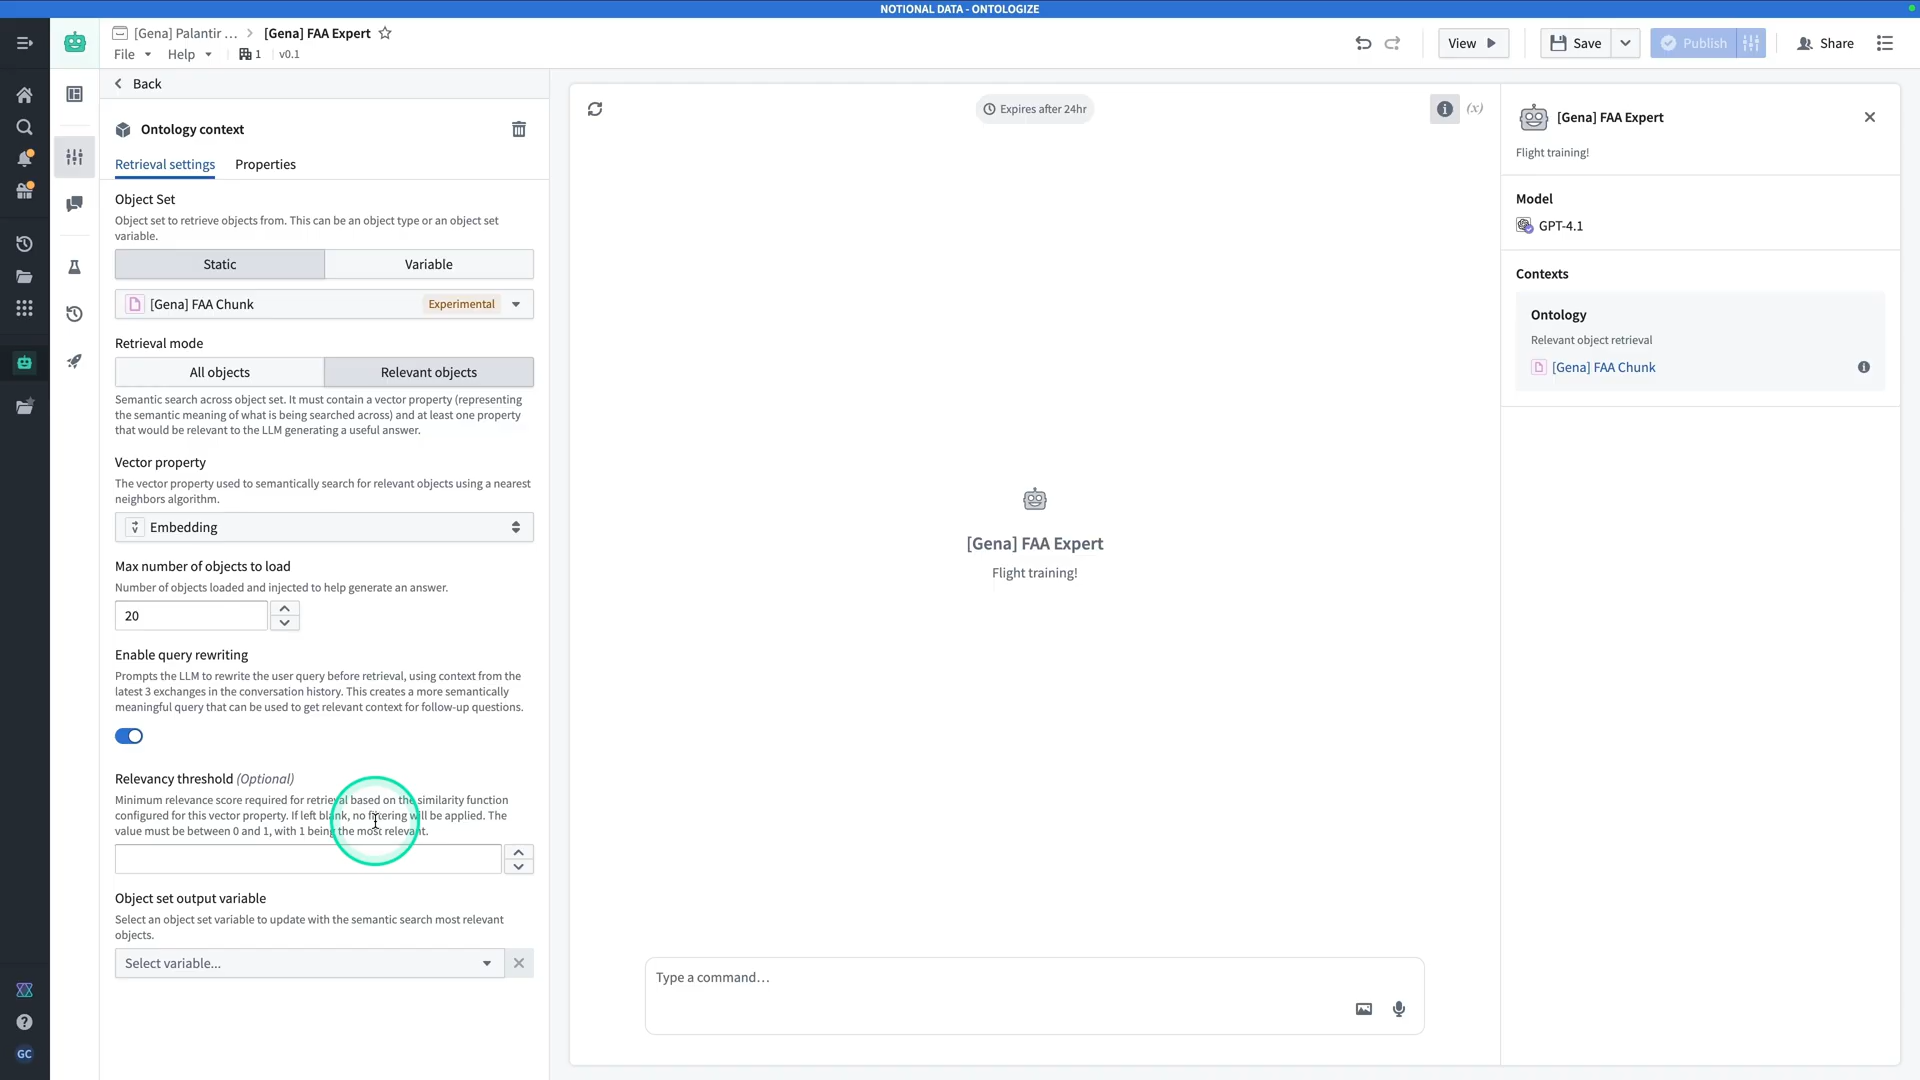 NOTIONAL DATA - ONTOLOGIZE
[Gena] Palantir ... > [Gena] FAA Expert
File Help 1 v0.1
View
Save
Publish
Share
Back
Ontology context
Retrieval settings Properties
Object Set
Object set to retrieve objects from. This can be an object type or an object set
variable.
Static Variable
[Gena] FAA Chunk Experimental
Retrieval mode
All objects Relevant objects
Semantic search across object set. It must contain a vector property (representing
the semantic meaning of what is being searched across) and at least one property
that would be relevant to the LLM generating a useful answer.
Vector property
The vector property used to semantically search for relevant objects using a nearest
neighbors algorithm.
Embedding
Max number of objects to load
Number of objects loaded and injected to help generate an answer.
20
Enable query rewriting
Prompts the LLM to rewrite the user query before retrieval, using context from the
latest 3 exchanges in the conversation history. This creates a more semantically
meaningful query that can be used to get relevant context for follow-up questions.
Relevancy threshold (Optional)
Minimum relevance score required for retrieval based on the similarity function
configured for this vector property. If left blank, no filtering will be applied. The
value must be between 0 and 1, with 1 being the most relevant.
Object set output variable
Select an object set variable to update with the semantic search most relevant
objects.
Select variable...
GC
Expires after 24hr
(x)
[Gena] FAA Expert
Flight training!
Type a command...
[Gena] FAA Expert
Flight training!
Model
GPT-4.1
Contexts
Ontology
Relevant object retrieval
[Gena] FAA Chunk